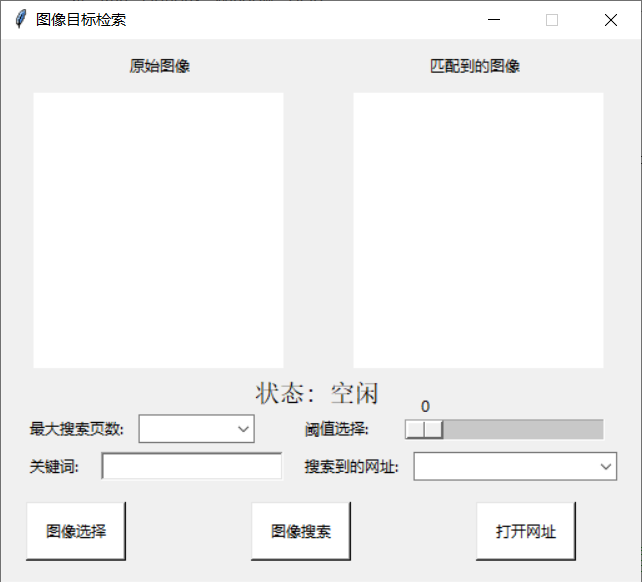 图像目标检索
原始图像 匹配到的图像
状态: 空闲
0
最大搜索页数: 阈值选择:
关键词: 搜索到的网址:
图像选择 图像搜索 打开网址